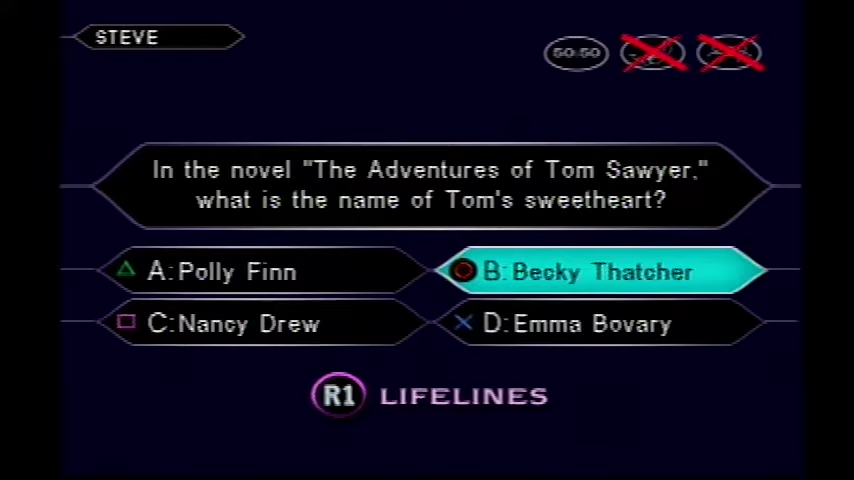 STEVE
50:50
In the novel "The Adventures of Tom Sawyer,"
what is the name of Tom's sweetheart?
A: Polly Finn
B: Becky Thatcher
C: Nancy Drew
D: Emma Bovary
R1 LIFELINES